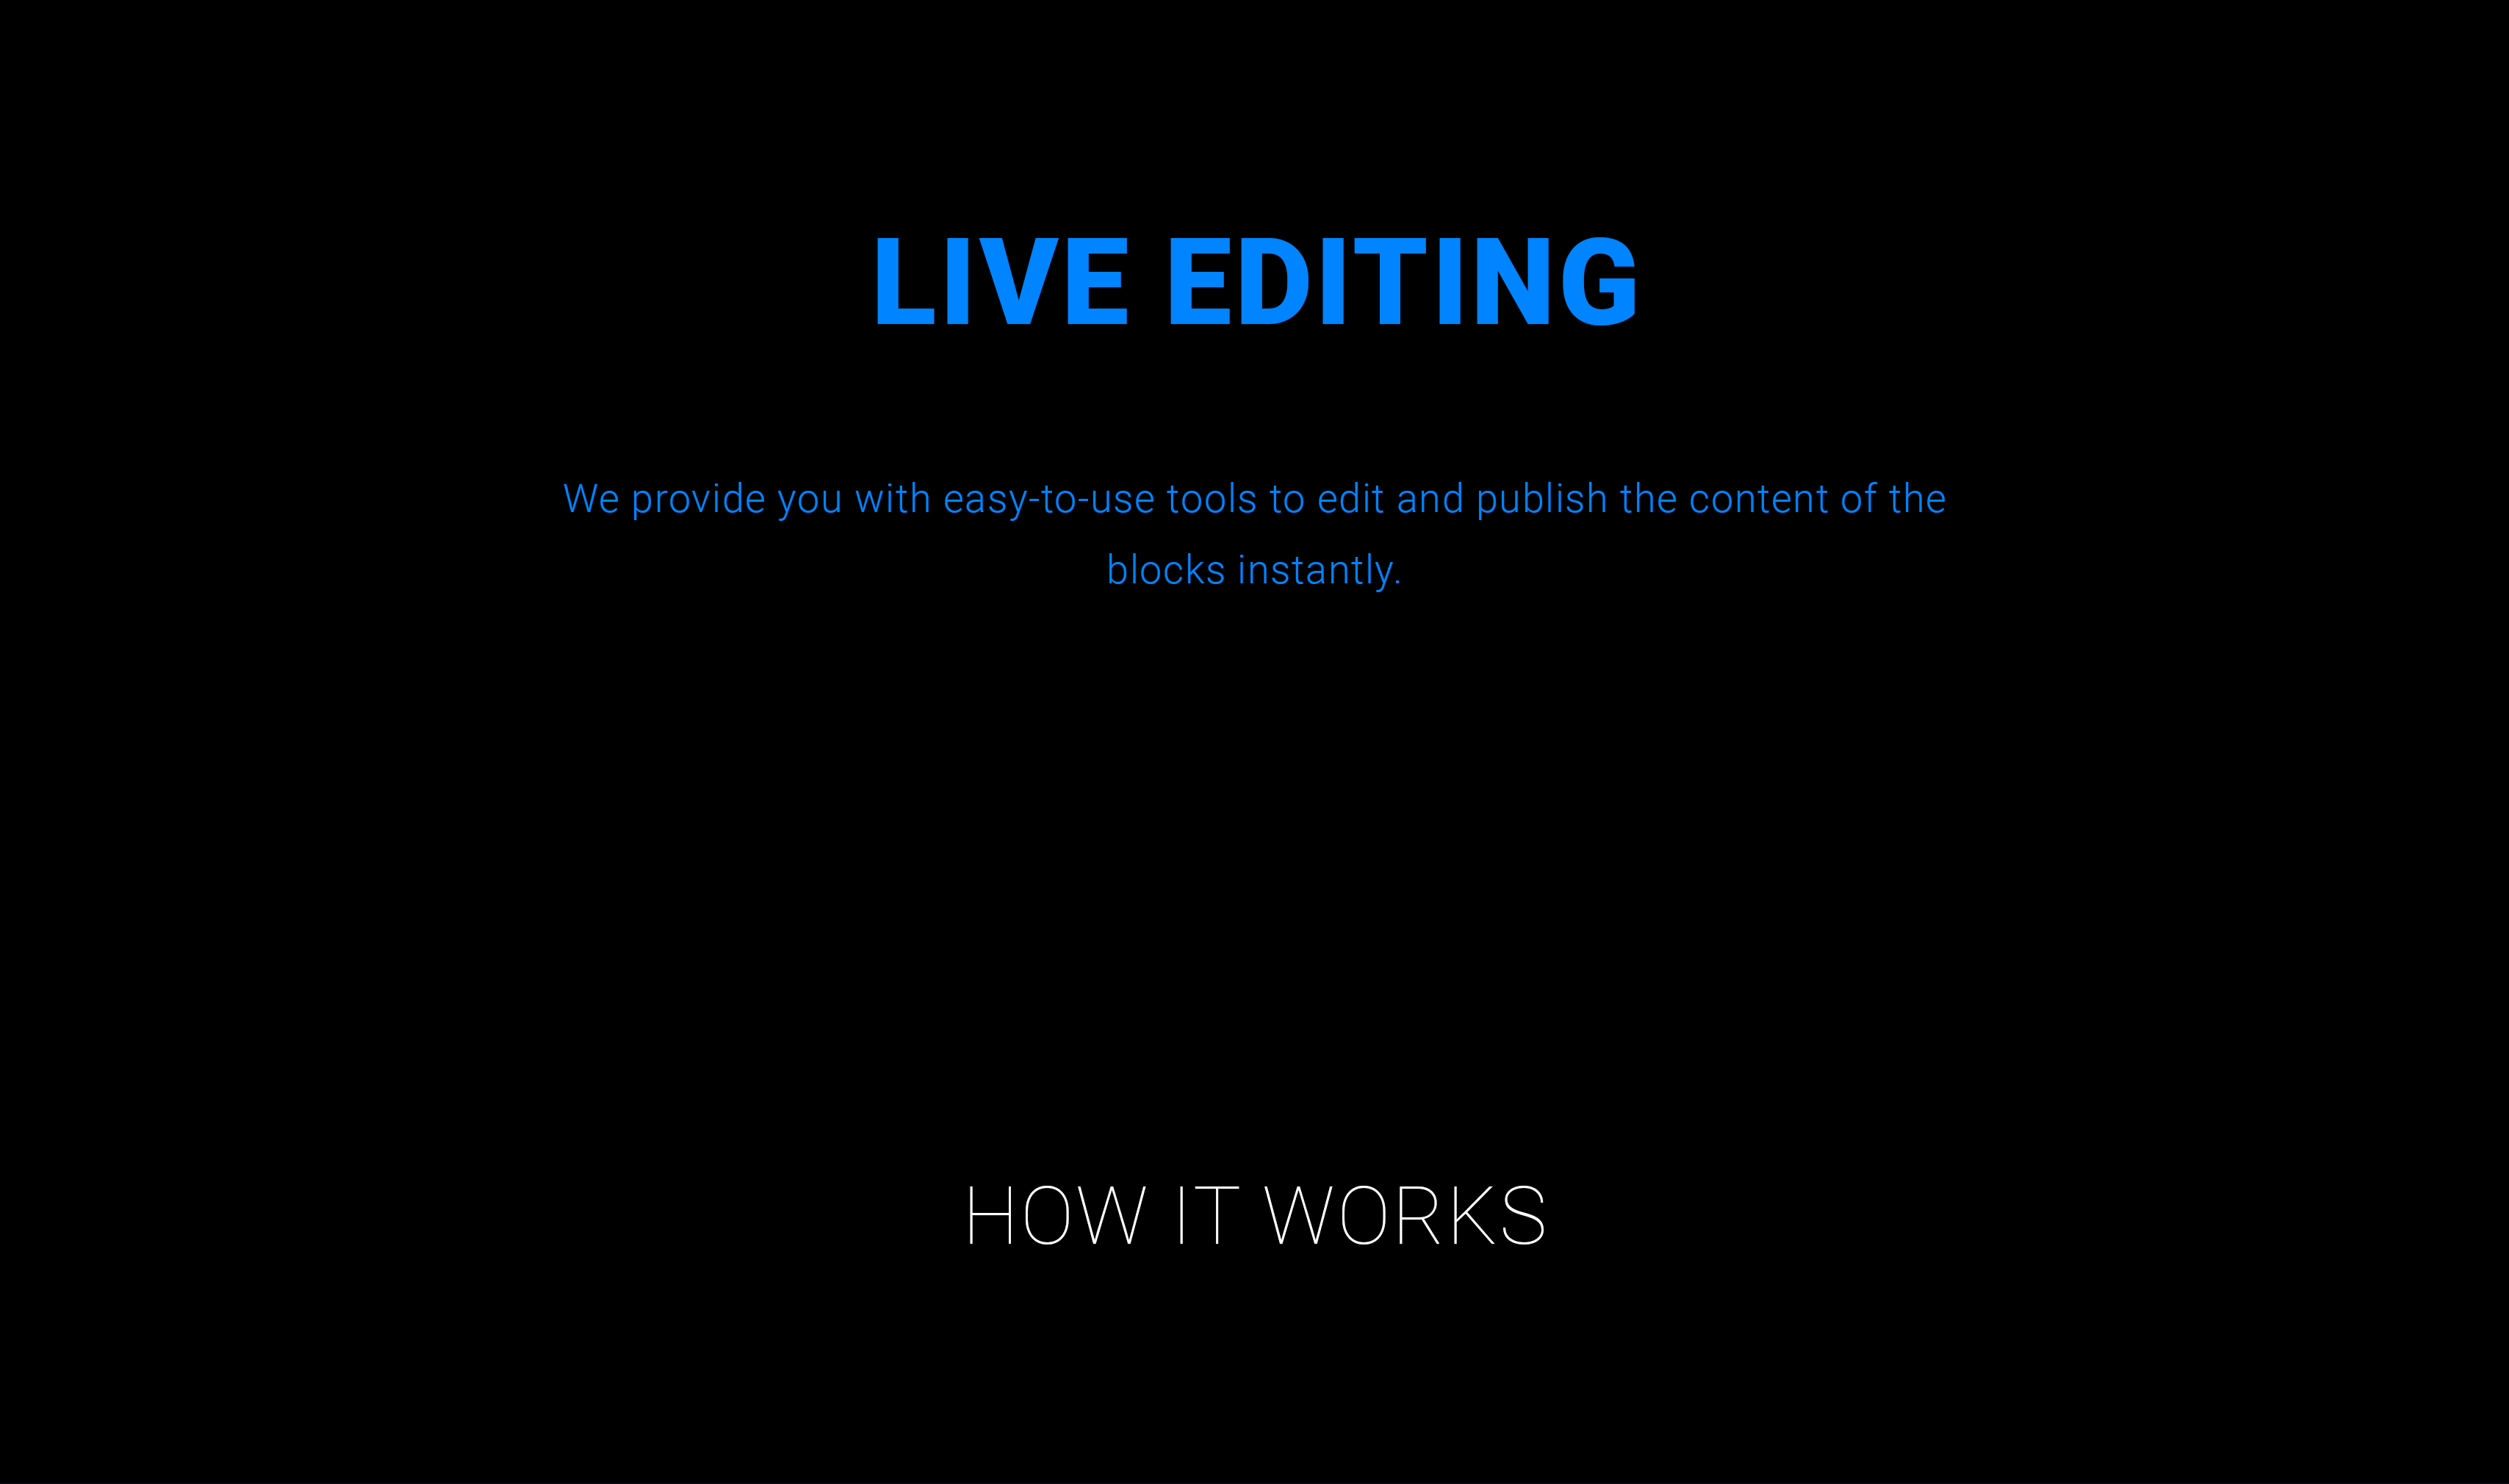 LIVE EDITING
We provide you with easy-to-use tools to edit and publish the content of the
blocks instantly.
HOW IT WORKS